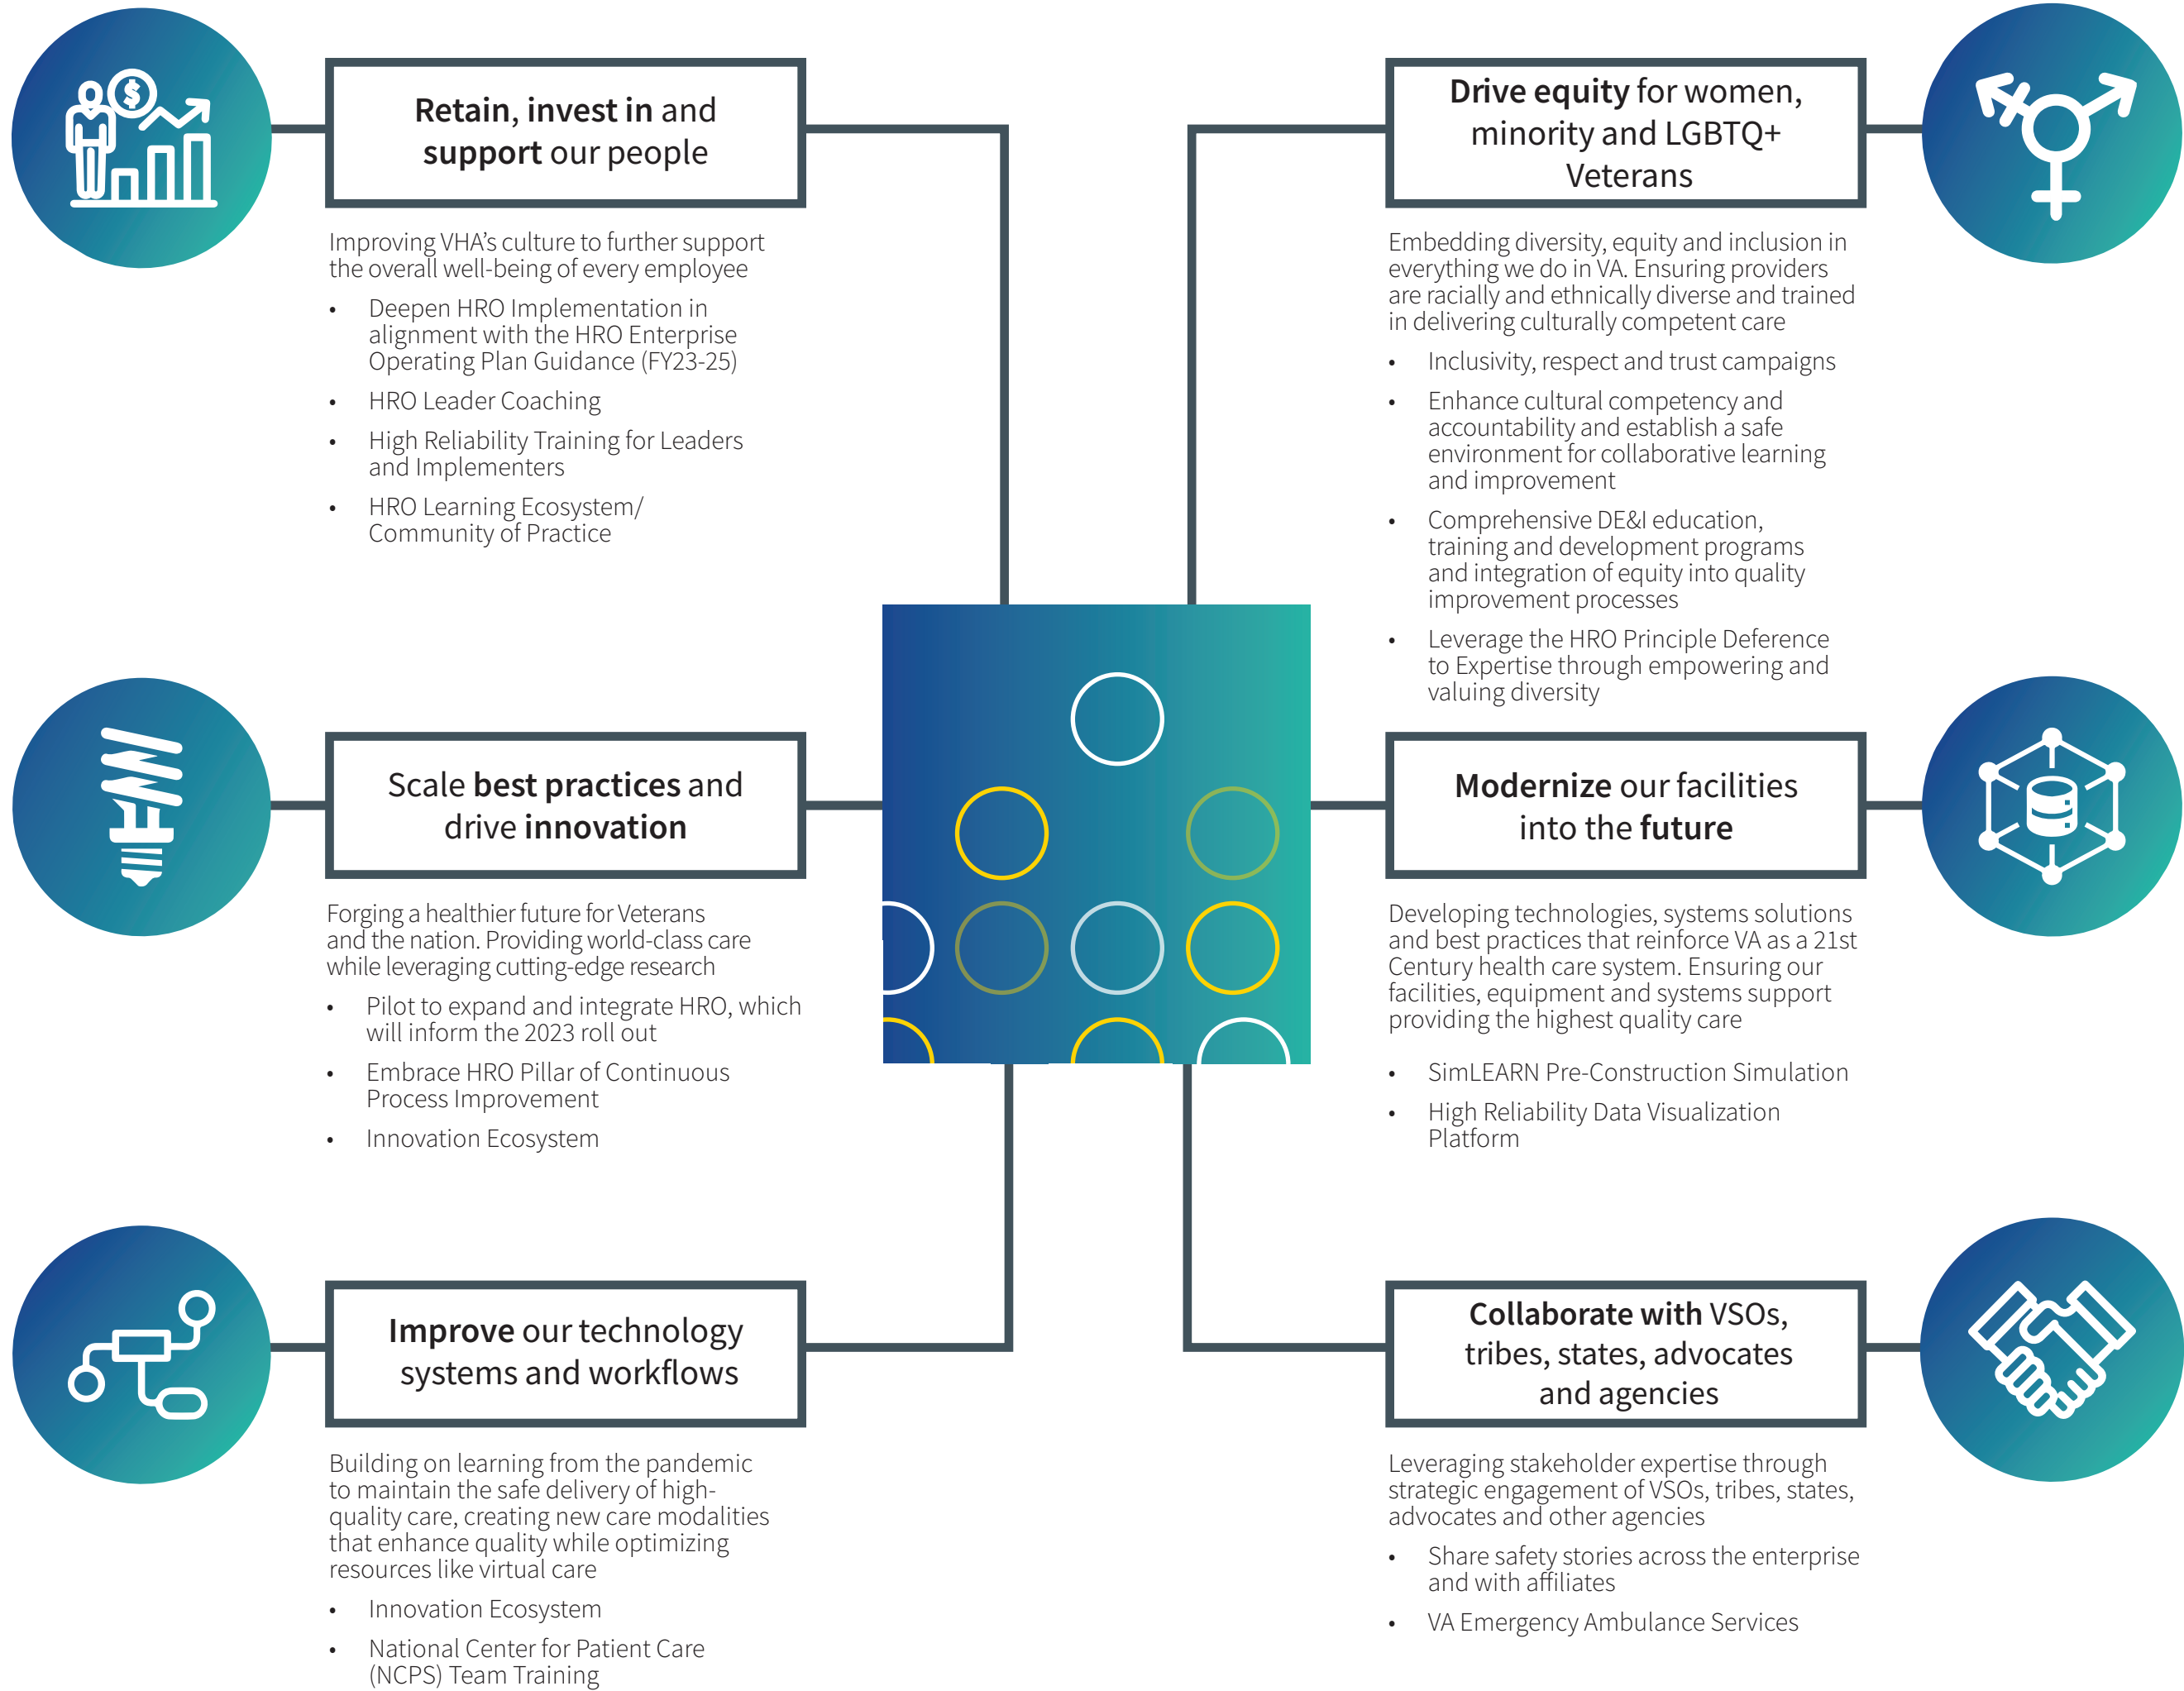 Retain, invest in and
support our people
Improving VHA’s culture to further support
the overall well-being of every employee
• Deepen HRO Implementation in
alignment with the HRO Enterprise
Operating Plan Guidance (FY23-25)
• HRO Leader Coaching
• High Reliability Training for Leaders
and Implementers
• HRO Learning Ecosystem/
Community of Practice
Scale best practices and
drive innovation
Forging a healthier future for Veterans
and the nation. Providing world-class care
while leveraging cutting-edge research
• Pilot to expand and integrate HRO, which
will inform the 2023 roll out
• Embrace HRO Pillar of Continuous
Process Improvement
• Innovation Ecosystem
Improve our technology
systems and workflows
Building on learning from the pandemic
to maintain the safe delivery of high-
quality care, creating new care modalities
that enhance quality while optimizing
resources like virtual care
• Innovation Ecosystem
• National Center for Patient Care
(NCPS) Team Training
Drive equity for women,
minority and LGBTQ+
Veterans
Embedding diversity, equity and inclusion in
everything we do in VA. Ensuring providers
are racially and ethnically diverse and trained
in delivering culturally competent care
• Inclusivity, respect and trust campaigns
• Enhance cultural competency and
accountability and establish a safe
environment for collaborative learning
and improvement
• Comprehensive DE&I education,
training and development programs
and integration of equity into quality
improvement processes
• Leverage the HRO Principle Deference
to Expertise through empowering and
valuing diversity
Modernize our facilities
into the future
Developing technologies, systems solutions
and best practices that reinforce VA as a 21st
Century health care system. Ensuring our
facilities, equipment and systems support
providing the highest quality care
• SimLEARN Pre-Construction Simulation
• High Reliability Data Visualization
Platform
Collaborate with VSOs,
tribes, states, advocates
and agencies
Leveraging stakeholder expertise through
strategic engagement of VSOs, tribes, states,
advocates and other agencies
• Share safety stories across the enterprise
and with affiliates
• VA Emergency Ambulance Services